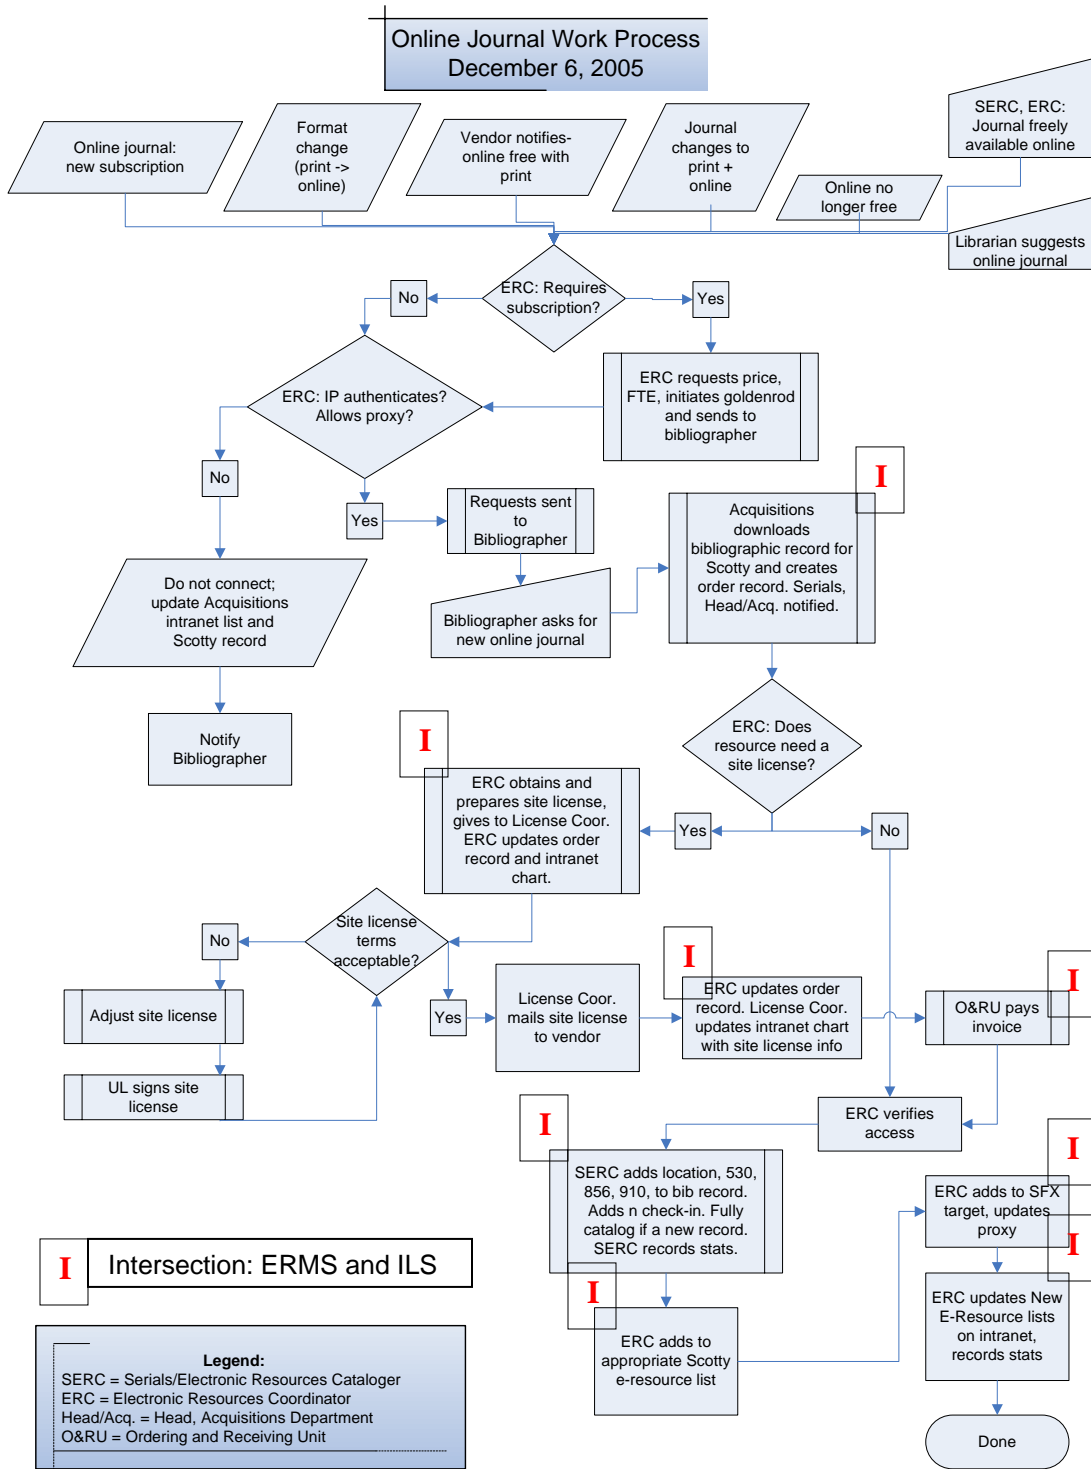 Online Journal Work Process
December 6, 2005
Online journal:
new subscription
Format
change
(print ->
online)
Vendor notifies-
online free with
print
Journal
changes to
print +
online
Online no
longer free
SERC, ERC:
Journal freely
available online
Librarian suggests
online journal
ERC: Requires
subscription?
No
Yes
ERC requests price,
FTE, initiates goldenrod
and sends to
bibliographer
ERC: IP authenticates?
Allows proxy?
No
Yes
Requests sent
to
Bibliographer
Bibliographer asks for
new online journal
I
Acquisitions
downloads
bibliographic record for
Scotty and creates
order record. Serials,
Head/Acq. notified.
Do not connect;
update Acquisitions
intranet list and
Scotty record
Notify
Bibliographer
ERC: Does
resource need a
site license?
Yes
No
I
ERC obtains and
prepares site license,
gives to License Coor.
ERC updates order
record and intranet
chart.
Site license
terms
acceptable?
No
Yes
Adjust site license
UL signs site
license
License Coor.
mails site license
to vendor
I
ERC updates order
record. License Coor.
updates intranet chart
with site license info
I
O&RU pays
invoice
ERC verifies
access
I
SERC adds location, 530,
856, 910, to bib record.
Adds n check-in. Fully
catalog if a new record.
SERC records stats.
I
ERC adds to
appropriate Scotty
e-resource list
I
ERC adds to SFX
target, updates
proxy
I
ERC updates New
E-Resource lists
on intranet,
records stats
Done
I
Intersection: ERMS and ILS
Legend:
SERC = Serials/Electronic Resources Cataloger
ERC = Electronic Resources Coordinator
Head/Acq. = Head, Acquisitions Department
O&RU = Ordering and Receiving Unit